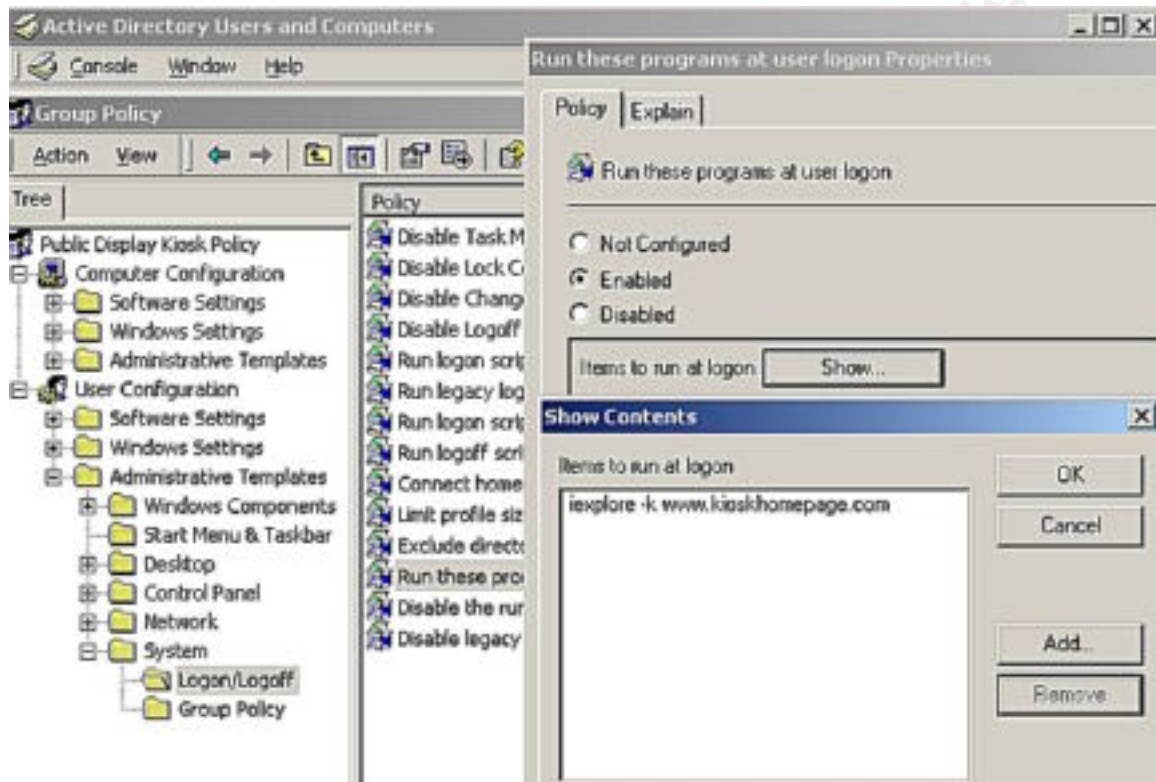 Active Directory Users and Computers
Console Window Help
Group Policy
Action View
Tree
Public Display Kiosk Policy
Computer Configuration
Software Settings
Windows Settings
Administrative Templates
User Configuration
Software Settings
Windows Settings
Administrative Templates
Windows Components
Start Menu & Taskbar
Desktop
Control Panel
Network
System
Logon/Logoff
Group Policy
Policy
Disable Task M
Disable Lock C
Disable Chang
Disable Logoff
Run logon scrip
Run legacy log
Run logon scrip
Run logoff scri
Connect home
Limit profile siz
Exclude directo
Run these pro
Disable the run
Disable legacy
Run these programs at user logon Properties
Policy Explain
Run these programs at user logon
Not Configured
Enabled
Disabled
Items to run at logon Show...
Show Contents
Items to run at logon
iexplore -k www.kioskhomepage.com
OK
Cancel
Add...
Remove